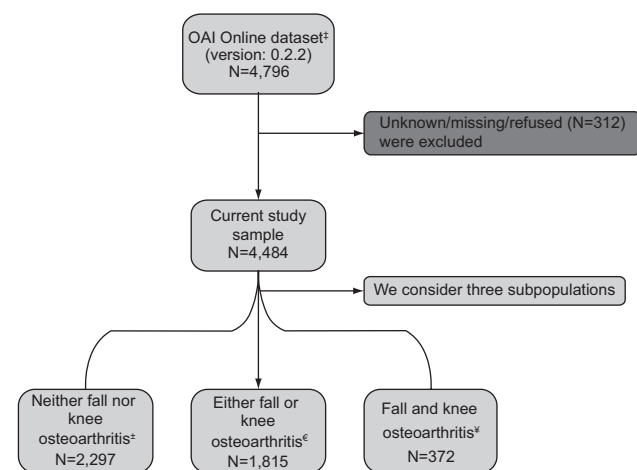 OAI Online dataset‡
(version: 0.2.2)
N=4,796
Unknown/missing/refused (N=312)
were excluded
Current study
sample
N=4,484
We consider three subpopulations
Neither fall nor
knee
osteoarthritis±
N=2,297
Either fall or
knee
osteoarthritis€
N=1,815
Fall and knee
osteoarthritis¥
N=372